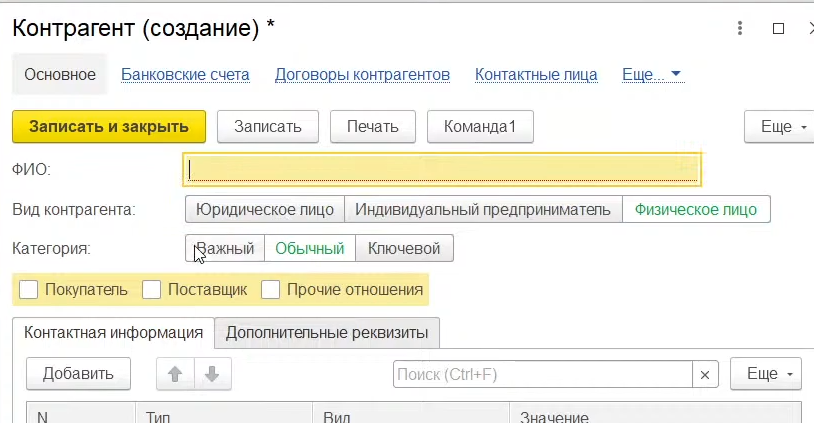 Контрагент (создание) *
Основное Банковские счета Договоры контрагентов Контактные лица Еще...
Записать и закрыть Записать Печать Команда1 Еще
ФИО:
Вид контрагента: Юридическое лицо Индивидуальный предприниматель Физическое лицо
Категория: Важный Обычный Ключевой
Покупатель Поставщик Прочие отношения
Контактная информация Дополнительные реквизиты
Добавить Поиск (Ctrl+F) × Еще
N Тип Вид Значение